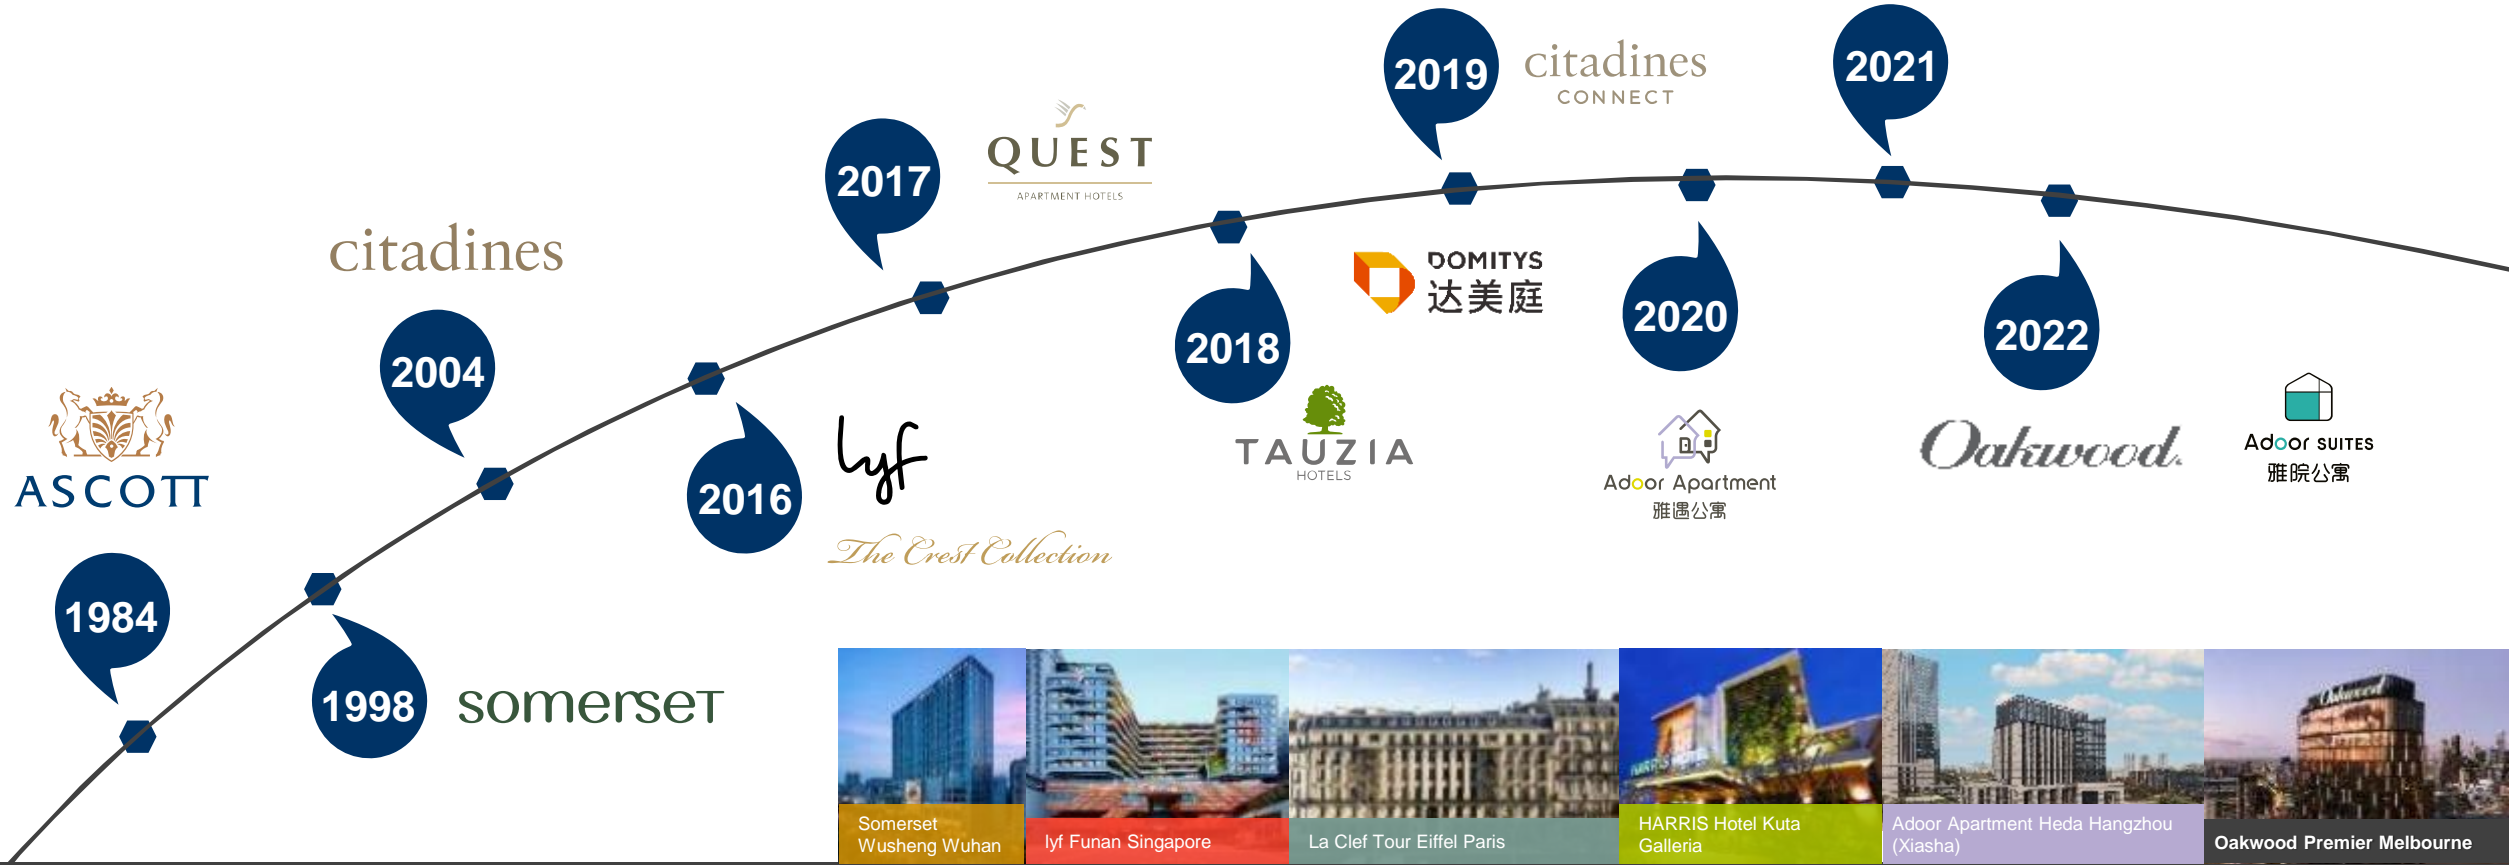 1984
ASCOTT
1998
somerset
2004
citadines
2016
lyf
The Crest Collection
2017
QUEST
APARTMENT HOTELS
2018
TAUZIA
HOTELS
DOMITYS
达美庭
2019
citadines
CONNECT
2020
Adoor Apartment
雅遇公寓
2021
2022
Oakwood
Adoor SUITES
雅院公寓
Somerset
Wusheng Wuhan
lyf Funan Singapore
La Clef Tour Eiffel Paris
HARRIS Hotel Kuta
Galleria
Adoor Apartment Heda Hangzhou
(Xiasha)
Oakwood Premier Melbourne
Oakwood